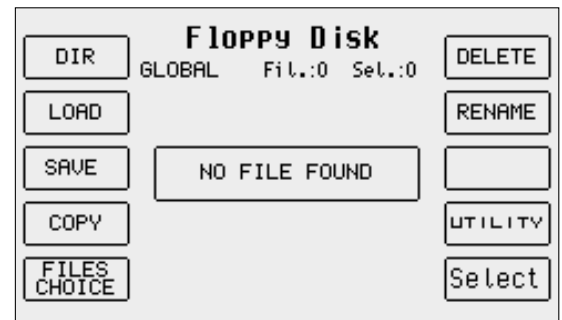 Floppy Disk
GLOBAL Fil.:0 Sel.:0
DIR
LOAD
SAVE
COPY
FILES
CHOICE
NO FILE FOUND
DELETE
RENAME
UTILITY
Select